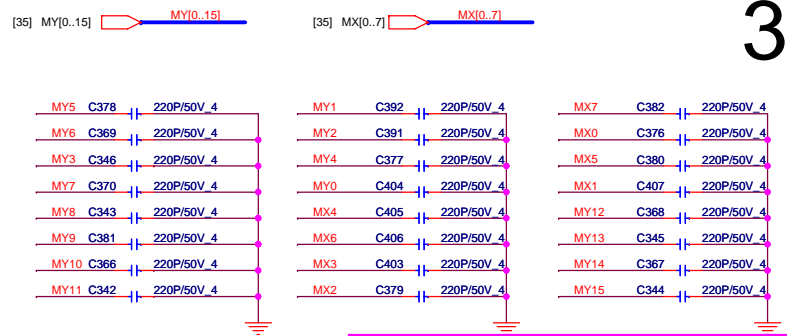 [35] MY[0..15] MY[0..15] [35] MX[0..7] MX[0..7] 3
MY5 C378 220P/50V_4 MY1 C392 220P/50V_4 MX7 C382 220P/50V_4
MY6 C369 220P/50V_4 MY2 C391 220P/50V_4 MX0 C376 220P/50V_4
MY3 C346 220P/50V_4 MY4 C377 220P/50V_4 MX5 C380 220P/50V_4
MY7 C370 220P/50V_4 MY0 C404 220P/50V_4 MX1 C407 220P/50V_4
MY8 C343 220P/50V_4 MX4 C405 220P/50V_4 MY12 C368 220P/50V_4
MY9 C381 220P/50V_4 MX6 C406 220P/50V_4 MY13 C345 220P/50V_4
MY10 C366 220P/50V_4 MX3 C403 220P/50V_4 MY14 C367 220P/50V_4
MY11 C342 220P/50V_4 MX2 C379 220P/50V_4 MY15 C344 220P/50V_4